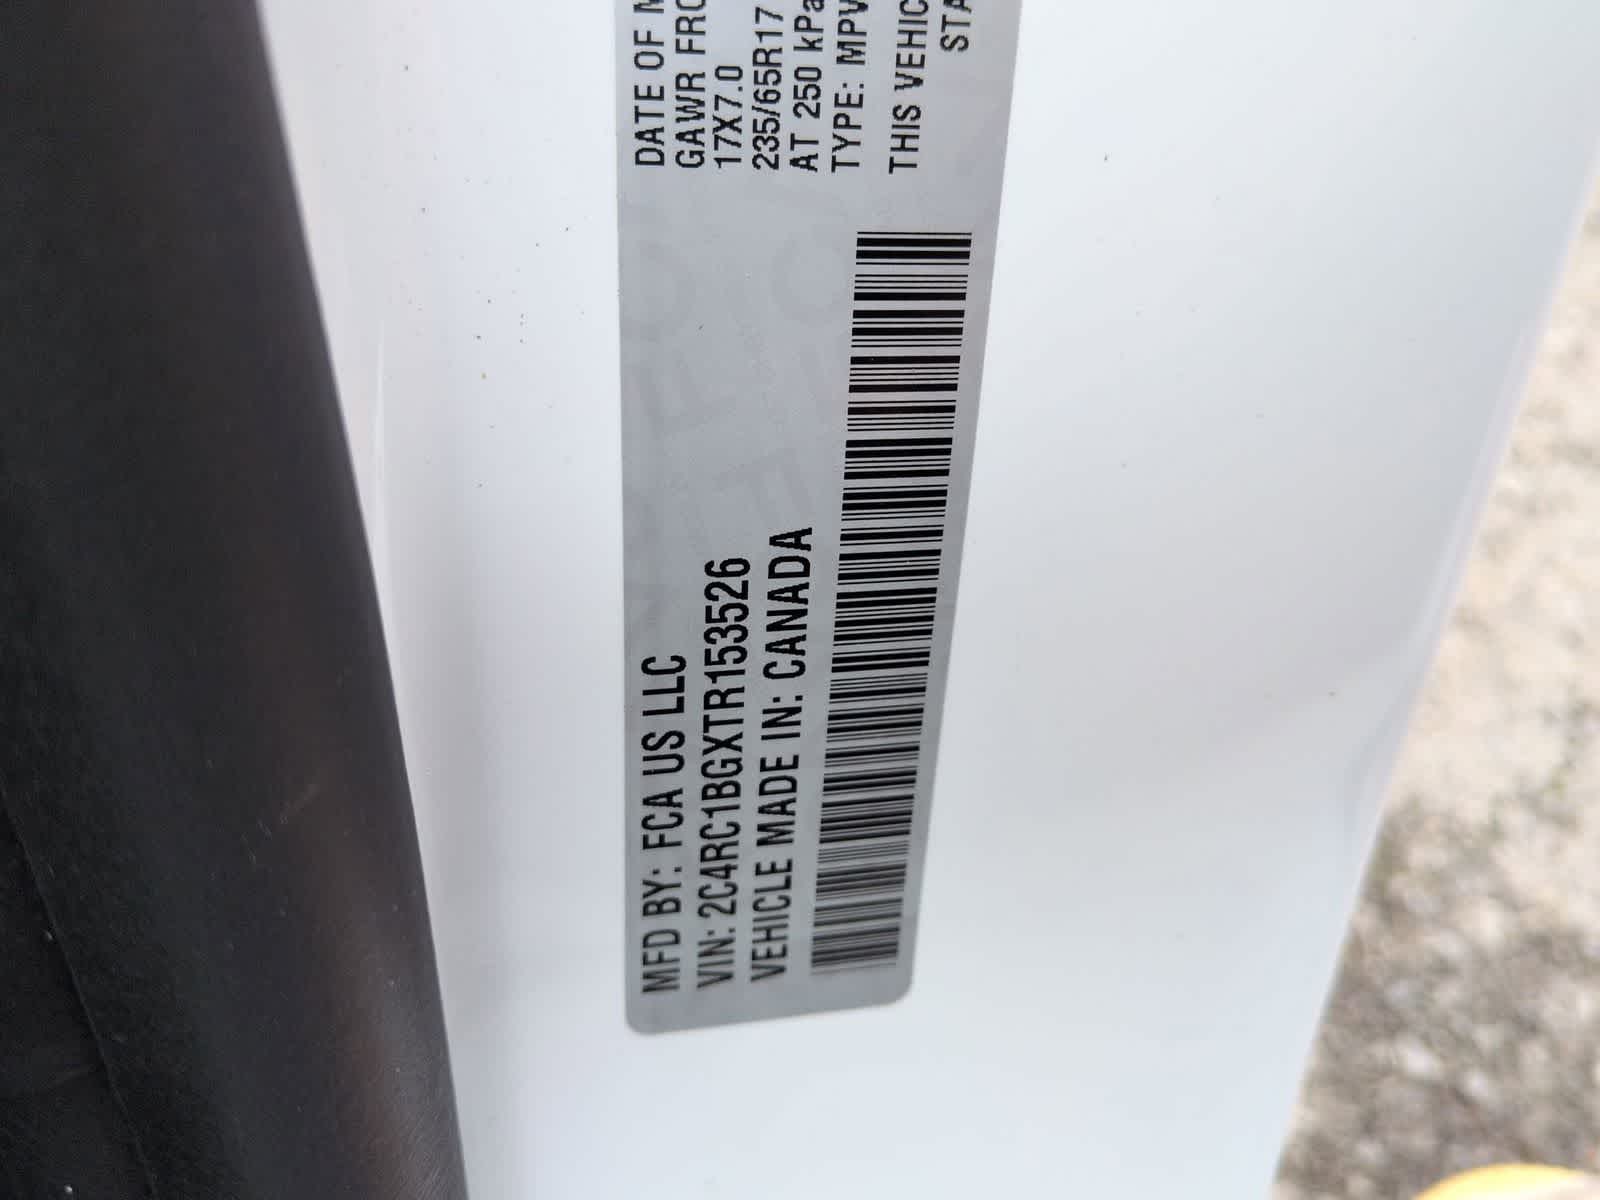 MFD BY: FCA US LLC
VIN: 2C4RC1BGXTR153526
VEHICLE MADE IN: CANADA
DATE OF M
GAWR FRO
17X7.0
235/65R17
AT 250 kPa
TYPE: MPV
THIS VEHIC
STA